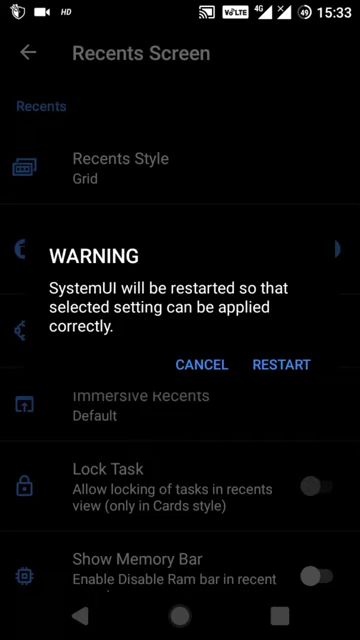 HD
VoLTE
4G
49
15:33
Recents Screen
Recents
Recents Style
Grid
WARNING
SystemUI will be restarted so that
selected setting can be applied
correctly.
CANCEL
RESTART
Immersive Recents
Default
Lock Task
Allow locking of tasks in recents
view (only in Cards style)
Show Memory Bar
Enable Disable Ram bar in recent